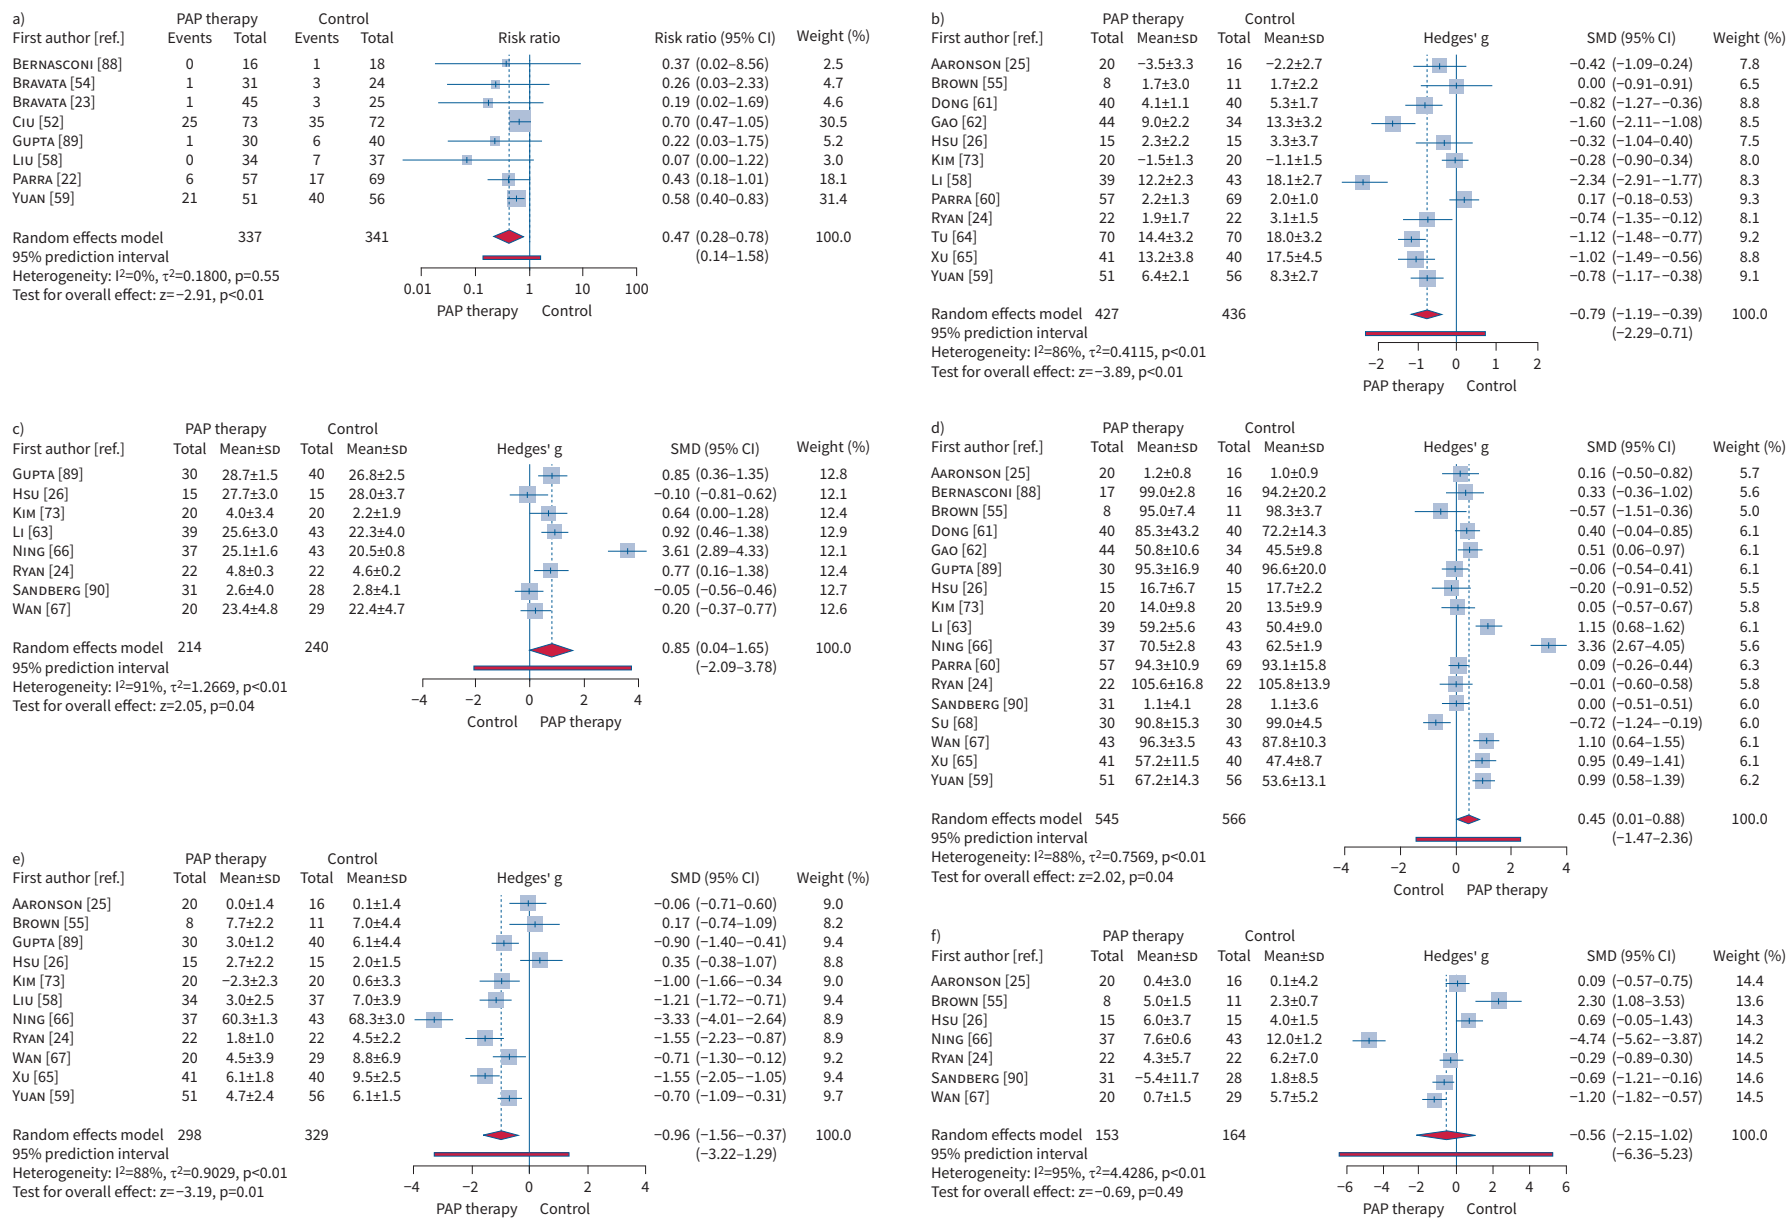 a)
PAP therapy Control
First author [ref.] Events Total Events Total Risk ratio Risk ratio (95% CI) Weight (%)
Bernasconi [88] 0 16 1 18 0.37 (0.02–8.56) 2.5
Bravata [54] 1 31 3 24 0.26 (0.03–2.33) 4.7
Bravata [23] 1 45 3 25 0.19 (0.02–1.69) 4.6
Ciu [52] 25 73 35 72 0.70 (0.47–1.05) 30.5
Gupta [89] 1 30 6 40 0.22 (0.03–1.75) 5.2
Liu [58] 0 34 7 37 0.07 (0.00–1.22) 3.0
Parra [22] 6 57 17 69 0.43 (0.18–1.01) 18.1
Yuan [59] 21 51 40 56 0.58 (0.40–0.83) 31.4
Random effects model 337 341 0.47 (0.28–0.78) 100.0
95% prediction interval (0.14–1.58)
Heterogeneity: I²=0%, τ²=0.1800, p=0.55
Test for overall effect: z=−2.91, p<0.01
0.01 0.1 1 10 100
PAP therapy Control
b)
PAP therapy Control
First author [ref.] Total Mean±SD Total Mean±SD Hedges' g SMD (95% CI) Weight (%)
Aaronson [25] 20 −3.5±3.3 16 −2.2±2.7 −0.42 (−1.09–0.24) 7.8
Brown [55] 8 1.7±3.0 11 1.7±2.2 0.00 (−0.91–0.91) 6.5
Dong [61] 40 4.1±1.1 40 5.3±1.7 −0.82 (−1.27–−0.36) 8.8
Gao [62] 44 9.0±2.2 34 13.3±3.2 −1.60 (−2.11–−1.08) 8.5
Hsu [26] 15 2.3±2.2 15 3.3±3.7 −0.32 (−1.04–0.40) 7.5
Kim [73] 20 −1.5±1.3 20 −1.1±1.5 −0.28 (−0.90–0.34) 8.0
Li [58] 39 12.2±2.3 43 18.1±2.7 −2.34 (−2.91–−1.77) 8.3
Parra [60] 57 2.2±1.3 69 2.0±1.0 0.17 (−0.18–0.53) 9.3
Ryan [24] 22 1.9±1.7 22 3.1±1.5 −0.74 (−1.35–−0.12) 8.1
Tu [64] 70 14.4±3.2 70 18.0±3.2 −1.12 (−1.48–−0.77) 9.2
Xu [65] 41 13.2±3.8 40 17.5±4.5 −1.02 (−1.49–−0.56) 8.8
Yuan [59] 51 6.4±2.1 56 8.3±2.7 −0.78 (−1.17–−0.38) 9.1
Random effects model 427 436 −0.79 (−1.19–−0.39) 100.0
95% prediction interval (−2.29–0.71)
Heterogeneity: I²=86%, τ²=0.4115, p<0.01
Test for overall effect: z=−3.89, p<0.01
−2 −1 0 1 2
PAP therapy Control
c)
PAP therapy Control
First author [ref.] Total Mean±SD Total Mean±SD Hedges' g SMD (95% CI) Weight (%)
Gupta [89] 30 28.7±1.5 40 26.8±2.5 0.85 (0.36–1.35) 12.8
Hsu [26] 15 27.7±3.0 15 28.0±3.7 −0.10 (−0.81–0.62) 12.1
Kim [73] 20 4.0±3.4 20 2.2±1.9 0.64 (0.00–1.28) 12.4
Li [63] 39 25.6±3.0 43 22.3±4.0 0.92 (0.46–1.38) 12.9
Ning [66] 37 25.1±1.6 43 20.5±0.8 3.61 (2.89–4.33) 12.1
Ryan [24] 22 4.8±0.3 22 4.6±0.2 0.77 (0.16–1.38) 12.4
Sandberg [90] 31 2.6±4.0 28 2.8±4.1 −0.05 (−0.56–0.46) 12.7
Wan [67] 20 23.4±4.8 29 22.4±4.7 0.20 (−0.37–0.77) 12.6
Random effects model 214 240 0.85 (0.04–1.65) 100.0
95% prediction interval (−2.09–3.78)
Heterogeneity: I²=91%, τ²=1.2669, p<0.01
Test for overall effect: z=2.05, p=0.04
−4 −2 0 2 4
Control PAP therapy
d)
PAP therapy Control
First author [ref.] Total Mean±SD Total Mean±SD Hedges' g SMD (95% CI) Weight (%)
Aaronson [25] 20 1.2±0.8 16 1.0±0.9 0.16 (−0.50–0.82) 5.7
Bernasconi [88] 17 99.0±2.8 16 94.2±20.2 0.33 (−0.36–1.02) 5.6
Brown [55] 8 95.0±7.4 11 98.3±3.7 −0.57 (−1.51–0.36) 5.0
Dong [61] 40 85.3±43.2 40 72.2±14.3 0.40 (−0.04–0.85) 6.1
Gao [62] 44 50.8±10.6 34 45.5±9.8 0.51 (0.06–0.97) 6.1
Gupta [89] 30 95.3±16.9 40 96.6±20.0 −0.06 (−0.54–0.41) 6.1
Hsu [26] 15 16.7±6.7 15 17.7±2.2 −0.20 (−0.91–0.52) 5.5
Kim [73] 20 14.0±9.8 20 13.5±9.9 0.05 (−0.57–0.67) 5.8
Li [63] 39 59.2±5.6 43 50.4±9.0 1.15 (0.68–1.62) 6.1
Ning [66] 37 70.5±2.8 43 62.5±1.9 3.36 (2.67–4.05) 5.6
Parra [60] 57 94.3±10.9 69 93.1±15.8 0.09 (−0.26–0.44) 6.3
Ryan [24] 22 105.6±16.8 22 105.8±13.9 −0.01 (−0.60–0.58) 5.8
Sandberg [90] 31 1.1±4.1 28 1.1±3.6 0.00 (−0.51–0.51) 6.0
Su [68] 30 90.8±15.3 30 99.0±4.5 −0.72 (−1.24–−0.19) 6.0
Wan [67] 43 96.3±3.5 43 87.8±10.3 1.10 (0.64–1.55) 6.1
Xu [65] 41 57.2±11.5 40 47.4±8.7 0.95 (0.49–1.41) 6.1
Yuan [59] 51 67.2±14.3 56 53.6±13.1 0.99 (0.58–1.39) 6.2
Random effects model 545 566 0.45 (0.01–0.88) 100.0
95% prediction interval (−1.47–2.36)
Heterogeneity: I²=88%, τ²=0.7569, p<0.01
Test for overall effect: z=2.02, p=0.04
−4 −2 0 2 4
Control PAP therapy
e)
PAP therapy Control
First author [ref.] Total Mean±SD Total Mean±SD Hedges' g SMD (95% CI) Weight (%)
Aaronson [25] 20 0.0±1.4 16 0.1±1.4 −0.06 (−0.71–0.60) 9.0
Brown [55] 8 7.7±2.2 11 7.0±4.4 0.17 (−0.74–1.09) 8.2
Gupta [89] 30 3.0±1.2 40 6.1±4.4 −0.90 (−1.40–−0.41) 9.4
Hsu [26] 15 2.7±2.2 15 2.0±1.5 0.35 (−0.38–1.07) 8.8
Kim [73] 20 −2.3±2.3 20 0.6±3.3 −1.00 (−1.66–−0.34 9.0
Liu [58] 34 3.0±2.5 37 7.0±3.9 −1.21 (−1.72–−0.71) 9.4
Ning [66] 37 60.3±1.3 43 68.3±3.0 −3.33 (−4.01–−2.64) 8.9
Ryan [24] 22 1.8±1.0 22 4.5±2.2 −1.55 (−2.23–−0.87) 8.9
Wan [67] 20 4.5±3.9 29 8.8±6.9 −0.71 (−1.30–−0.12) 9.2
Xu [65] 41 6.1±1.8 40 9.5±2.5 −1.55 (−2.05–−1.05) 9.4
Yuan [59] 51 4.7±2.4 56 6.1±1.5 −0.70 (−1.09–−0.31) 9.7
Random effects model 298 329 −0.96 (−1.56–−0.37) 100.0
95% prediction interval (−3.22–1.29)
Heterogeneity: I²=88%, τ²=0.9029, p<0.01
Test for overall effect: z=−3.19, p=0.01
−4 −2 0 2 4
PAP therapy Control
f)
PAP therapy Control
First author [ref.] Total Mean±SD Total Mean±SD Hedges' g SMD (95% CI) Weight (%)
Aaronson [25] 20 0.4±3.0 16 0.1±4.2 0.09 (−0.57–0.75) 14.4
Brown [55] 8 5.0±1.5 11 2.3±0.7 2.30 (1.08–3.53) 13.6
Hsu [26] 15 6.0±3.7 15 4.0±1.5 0.69 (−0.05–1.43) 14.3
Ning [66] 37 7.6±0.6 43 12.0±1.2 −4.74 (−5.62–−3.87) 14.2
Ryan [24] 22 4.3±5.7 22 6.2±7.0 −0.29 (−0.89–0.30) 14.5
Sandberg [90] 31 −5.4±11.7 28 1.8±8.5 −0.69 (−1.21–−0.16) 14.6
Wan [67] 20 0.7±1.5 29 5.7±5.2 −1.20 (−1.82–−0.57) 14.5
Random effects model 153 164 −0.56 (−2.15–1.02) 100.0
95% prediction interval (−6.36–5.23)
Heterogeneity: I²=95%, τ²=4.4286, p<0.01
Test for overall effect: z=−0.69, p=0.49
−6 −4 −2 0 2 4 6
PAP therapy Control